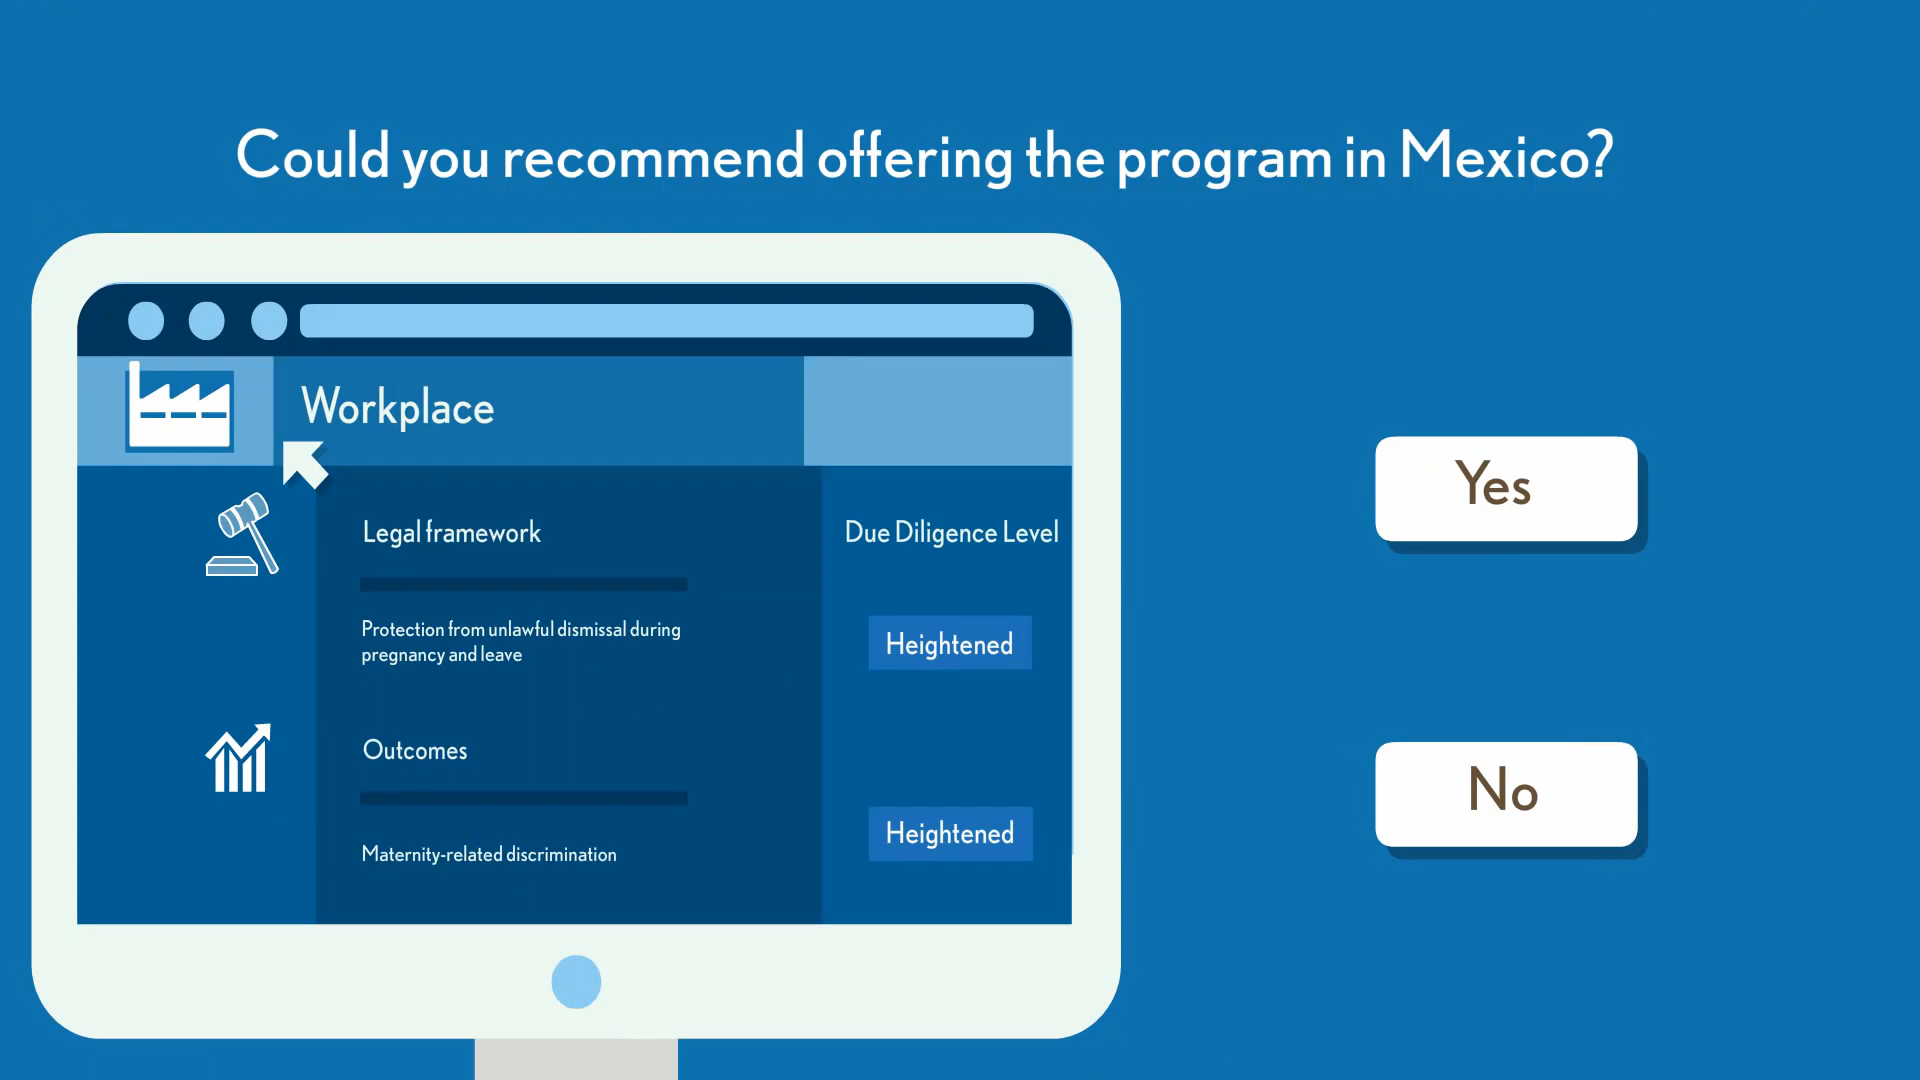 Could you recommend offering the program in Mexico?
Workplace
Legal framework
Due Diligence Level
Protection from unlawful dismissal during
pregnancy and leave
Heightened
Outcomes
Maternity-related discrimination
Heightened
Yes
No